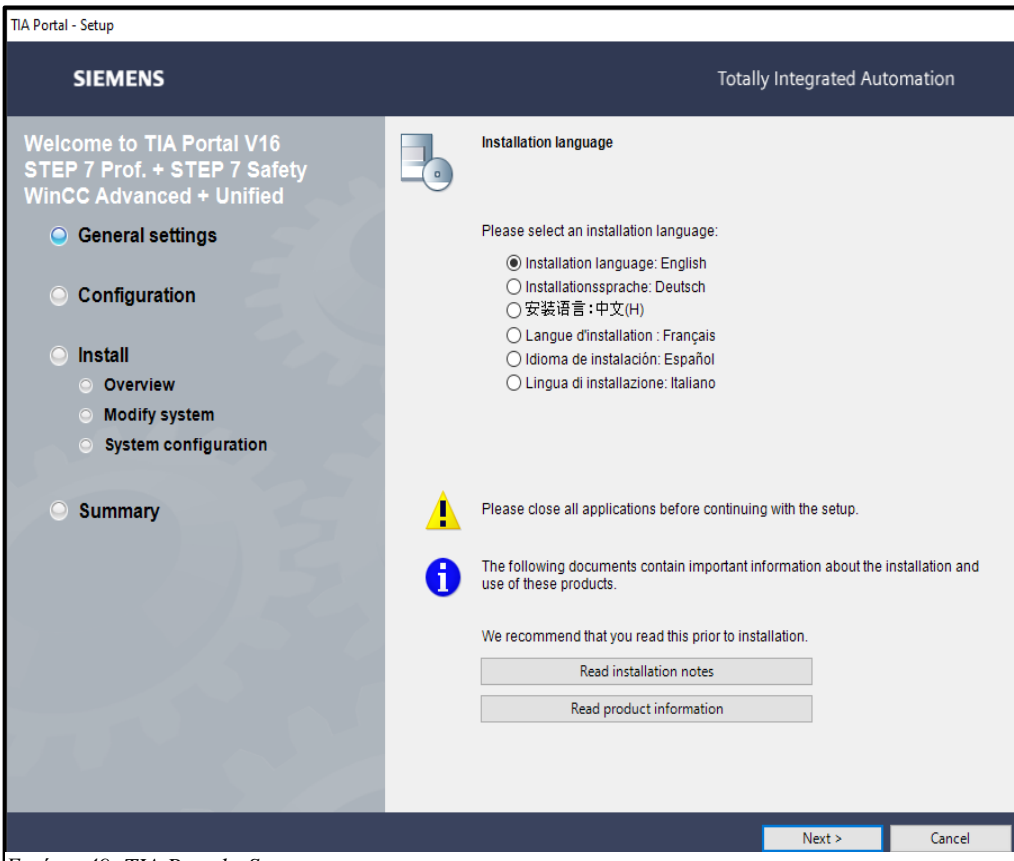 TIA Portal - Setup
SIEMENS
Totally Integrated Automation
Welcome to TIA Portal V16
STEP 7 Prof. + STEP 7 Safety
WinCC Advanced + Unified
General settings
Configuration
Install
Overview
Modify system
System configuration
Summary
Installation language
Please select an installation language:
Installation language: English
Installationssprache: Deutsch
安装语言:中文(H)
Langue d'installation : Français
Idioma de instalación: Español
Lingua di installazione: Italiano
Please close all applications before continuing with the setup.
The following documents contain important information about the installation and
use of these products.
We recommend that you read this prior to installation.
Read installation notes
Read product information
Next >
Cancel